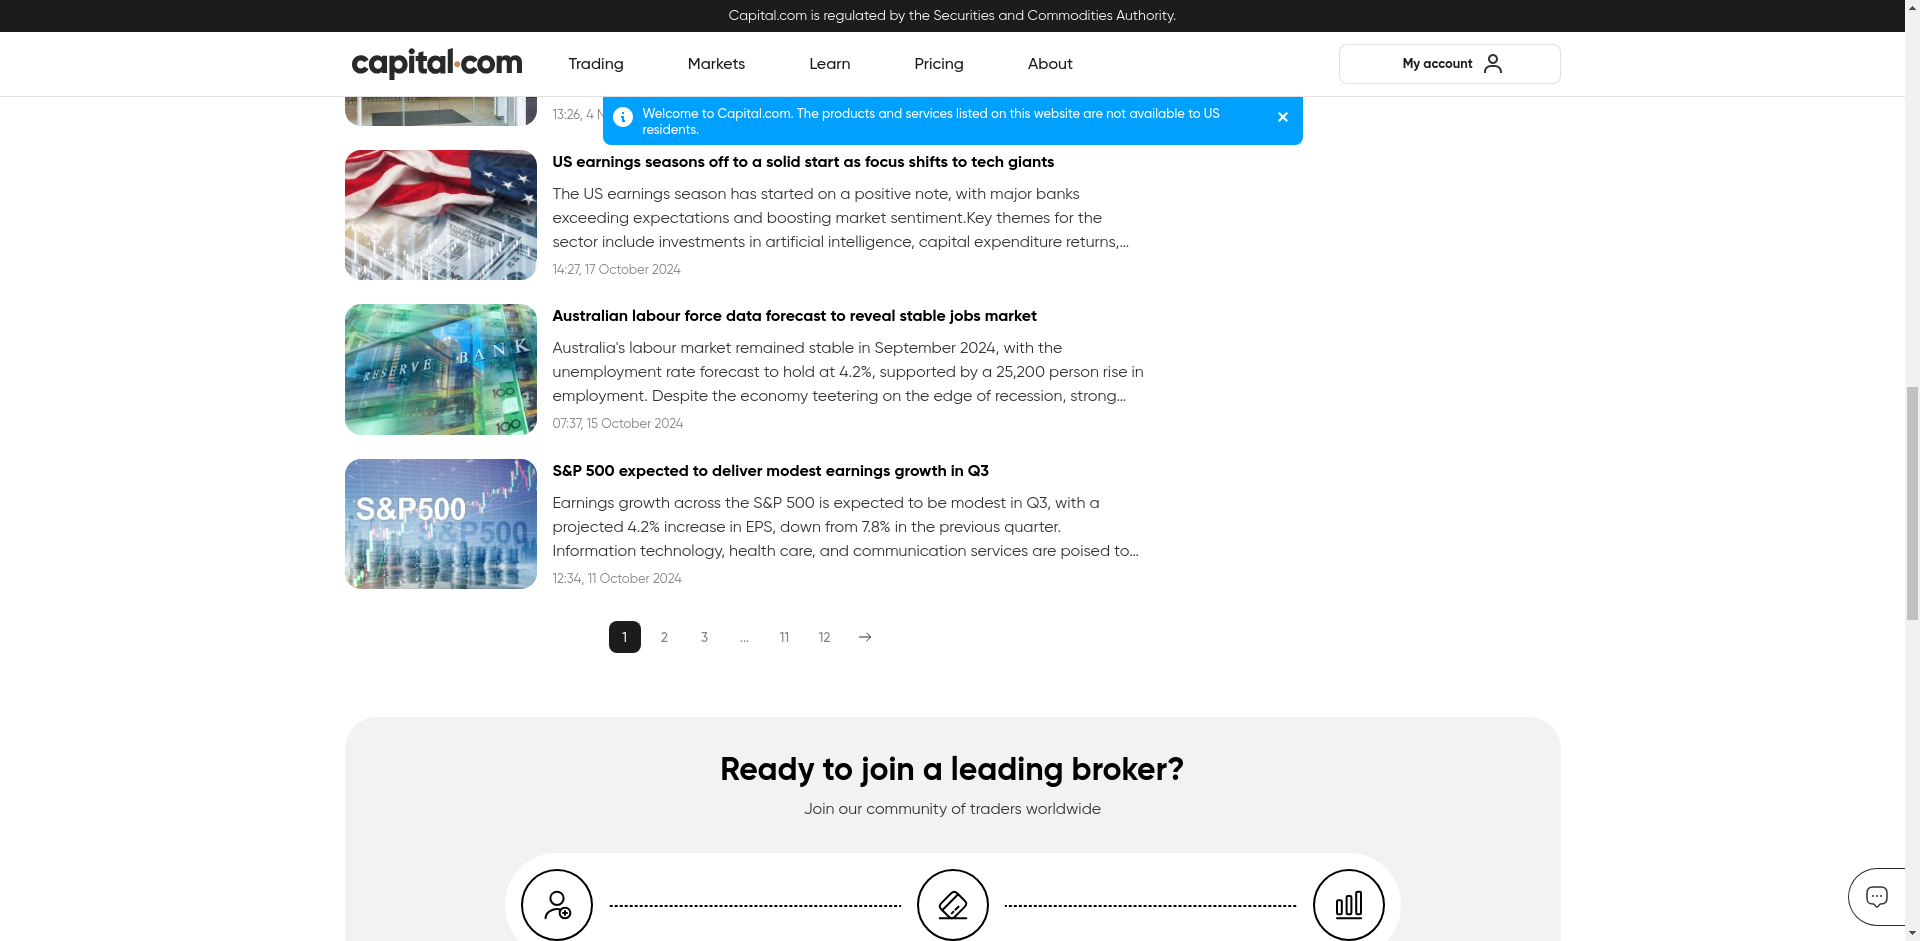 Capital.com is regulated by the Securities and Commodities Authority.
capital.com
Trading
Markets
Learn
Pricing
About
My account
Welcome to Capital.com. The products and services listed on this website are not available to US
residents.
13:26, 4 N
US earnings seasons off to a solid start as focus shifts to tech giants
The US earnings season has started on a positive note, with major banks
exceeding expectations and boosting market sentiment.Key themes for the
sector include investments in artificial intelligence, capital expenditure returns,...
14:27, 17 October 2024
RESERVE BANK
100
100
Australian labour force data forecast to reveal stable jobs market
Australia's labour market remained stable in September 2024, with the
unemployment rate forecast to hold at 4.2%, supported by a 25,200 person rise in
employment. Despite the economy teetering on the edge of recession, strong...
07:37, 15 October 2024
S&P500
S&P500
S&P 500 expected to deliver modest earnings growth in Q3
Earnings growth across the S&P 500 is expected to be modest in Q3, with a
projected 4.2% increase in EPS, down from 7.8% in the previous quarter.
Information technology, health care, and communication services are poised to...
12:34, 11 October 2024
1 2 3 ... 11 12
Ready to join a leading broker?
Join our community of traders worldwide